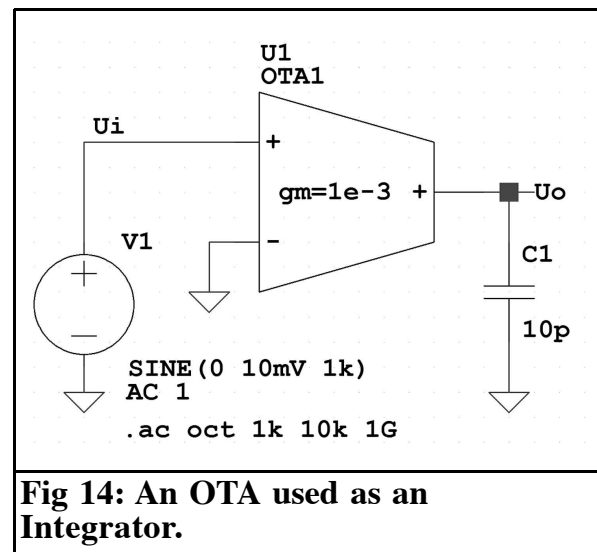 U1
OTA1
Ui
+
gm=1e-3 +
Uo
-
V1
C1
+
10p
SINE(0 10mV 1k)
AC 1
.ac oct 1k 10k 1G
Fig 14: An OTA used as an
Integrator.